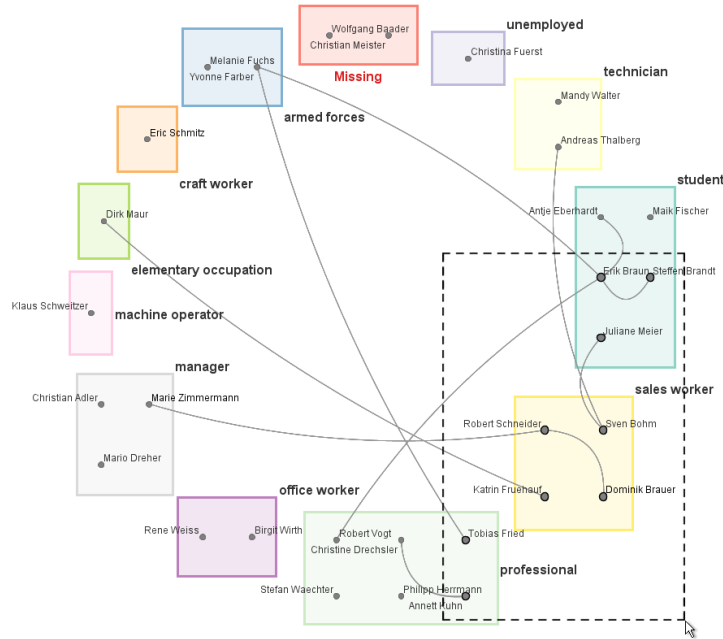 unemployed
Wolfgang Baader
Christian Meister
Missing
Christina Fuerst
Melanie Fuchs
Yvonne Farber
armed forces
technician
Mandy Walter
Andreas Thalberg
Eric Schmitz
craft worker
student
Antje Eberhardt
Maik Fischer
Dirk Maur
elementary occupation
Erik Braun
Steffen Brandt
Klaus Schweitzer
machine operator
Juliane Meier
manager
Christian Adler
Marie Zimmermann
Mario Dreher
sales worker
Robert Schneider
Sven Bohm
Katrin Fruehauf
Dominik Brauer
office worker
Rene Weiss
Birgit Wirth
Robert Vogt
Christine Drechsler
Tobias Fried
professional
Stefan Waechter
Philipp Herrmann
Annett Kuhn